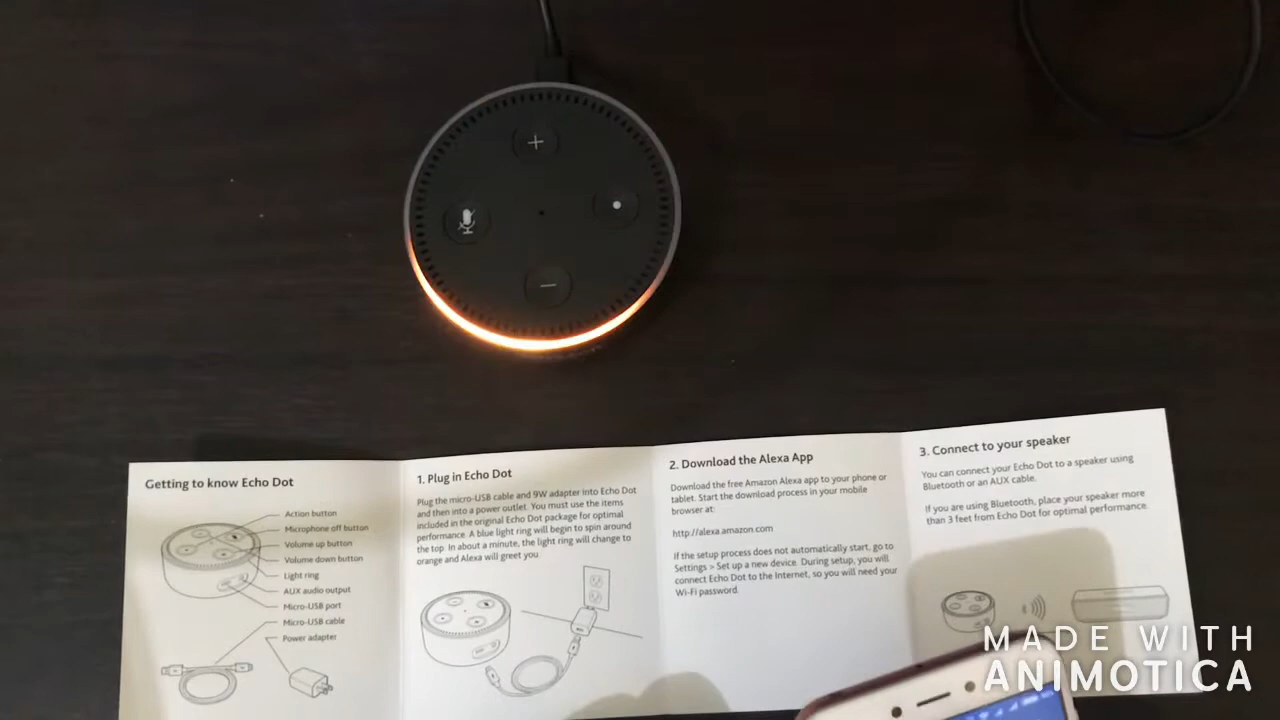 Getting to know Echo Dot
Action button
Microphone off button
Volume up button
Volume down button
Light ring
AUX audio output
Micro-USB port
Micro-USB cable
Power adapter
1. Plug in Echo Dot
Plug the micro-USB cable and 9W adapter into Echo Dot
and then into a power outlet. You must use the items
included in the original Echo Dot package for optimal
performance. A blue light ring will begin to spin around
the top. In about a minute, the light ring will change to
orange and Alexa will greet you.
2. Download the Alexa App
Download the free Amazon Alexa app to your phone or
tablet. Start the download process in your mobile
browser at:
http://alexa.amazon.com
If the setup process does not automatically start, go to
Settings > Set up a new device. During setup, you will
connect Echo Dot to the Internet, so you will need your
Wi-Fi password.
3. Connect to your speaker
You can connect your Echo Dot to a speaker using
Bluetooth or an AUX cable.
If you are using Bluetooth, place your speaker more
than 3 feet from Echo Dot for optimal performance.
MADE WITH
ANIMOTICA